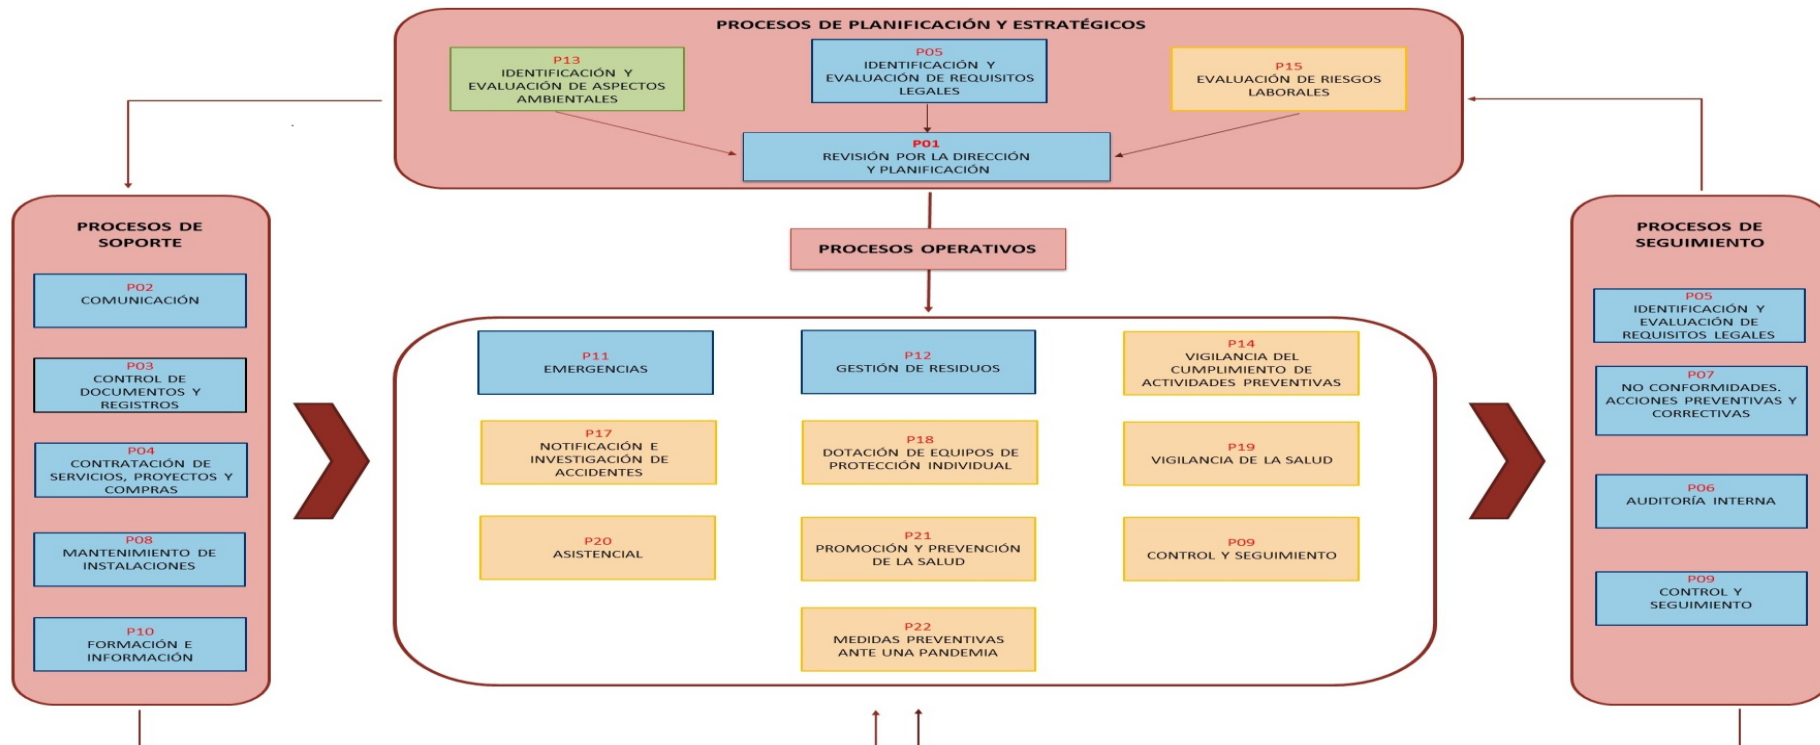 PROCESOS DE PLANIFICACIÓN Y ESTRATÉGICOS
P13
IDENTIFICACIÓN Y
EVALUACIÓN DE ASPECTOS
AMBIENTALES
P05
IDENTIFICACIÓN Y
EVALUACIÓN DE REQUISITOS
LEGALES
P15
EVALUACIÓN DE RIESGOS
LABORALES
P01
REVISIÓN POR LA DIRECCIÓN
Y PLANIFICACIÓN
PROCESOS DE
SOPORTE
P02
COMUNICACIÓN
P03
CONTROL DE
DOCUMENTOS Y
REGISTROS
P04
CONTRATACIÓN DE
SERVICIOS, PROYECTOS Y
COMPRAS
P08
MANTENIMIENTO DE
INSTALACIONES
P10
FORMACIÓN E
INFORMACIÓN
PROCESOS OPERATIVOS
P11
EMERGENCIAS
P12
GESTIÓN DE RESIDUOS
P14
VIGILANCIA DEL
CUMPLIMIENTO DE
ACTIVIDADES PREVENTIVAS
P17
NOTIFICACIÓN E
INVESTIGACIÓN DE
ACCIDENTES
P18
DOTACIÓN DE EQUIPOS DE
PROTECCIÓN INDIVIDUAL
P19
VIGILANCIA DE LA SALUD
P20
ASISTENCIAL
P21
PROMOCIÓN Y PREVENCIÓN
DE LA SALUD
P09
CONTROL Y SEGUIMIENTO
P22
MEDIDAS PREVENTIVAS
ANTE UNA PANDEMIA
PROCESOS DE
SEGUIMIENTO
P05
IDENTIFICACIÓN Y
EVALUACIÓN DE
REQUISITOS LEGALES
P07
NO CONFORMIDADES.
ACCIONES PREVENTIVAS Y
CORRECTIVAS
P06
AUDITORÍA INTERNA
P09
CONTROL Y
SEGUIMIENTO